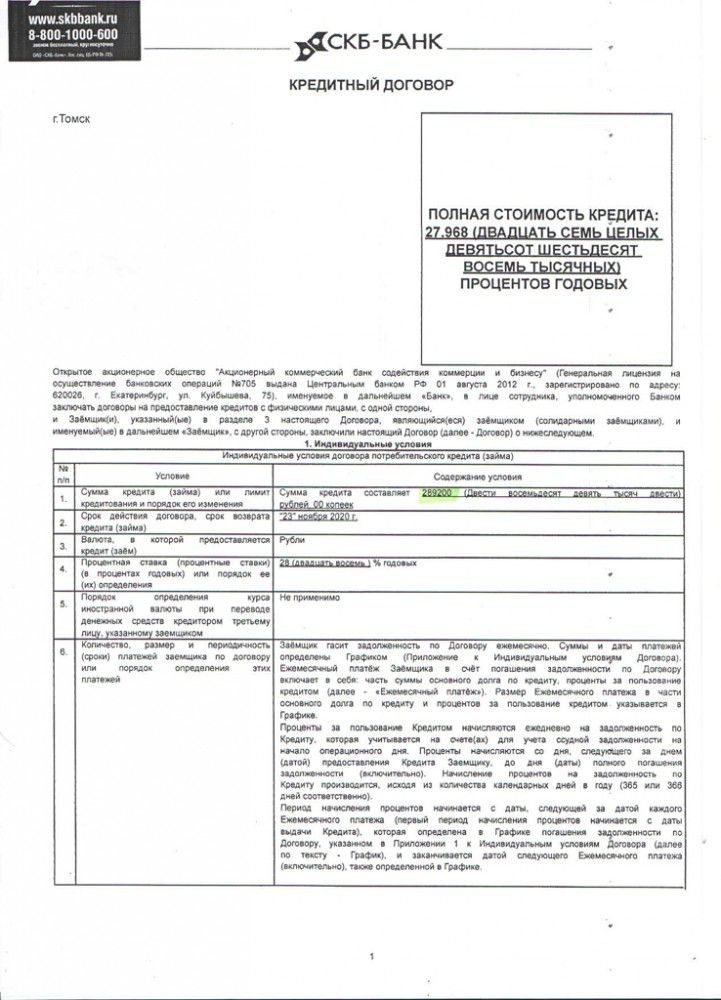 www.skbbank.ru
8-800-1000-600
звонок бесплатный, круглосуточно
СКБ-БАНК
КРЕДИТНЫЙ ДОГОВОР
г.Томск
ПОЛНАЯ СТОИМОСТЬ КРЕДИТА:
27.968 (ДВАДЦАТЬ СЕМЬ ЦЕЛЫХ
ДЕВЯТЬСОТ ШЕСТЬДЕСЯТ
ВОСЕМЬ ТЫСЯЧНЫХ)
ПРОЦЕНТОВ ГОДОВЫХ
Открытое акционерное общество "Акционерный коммерческий банк содействия коммерции и бизнесу" (Генеральная лицензия на
осуществление банковских операций №705 выдана Центральным банком РФ 01 августа 2012 г., зарегистрировано по адресу:
620026, г. Екатеринбург, ул. Куйбышева, 75), именуемое в дальнейшем «Банк», в лице сотрудника, уполномоченного Банком
заключать договоры на предоставление кредитов с физическими лицами, с одной стороны,
и Заёмщик(и), указанный(ые) в разделе 3 настоящего Договора, являющийся(еся) заёмщиком (солидарными заёмщиками), и
именуемый(ые) в дальнейшем «Заёмщик», с другой стороны, заключили настоящий Договор (далее - Договор) о нижеследующем.
1. Индивидуальные условия
Индивидуальные условия договора потребительского кредита (займа)
№ п/п
Условие
Содержание условия
1.
Сумма кредита (займа) или лимит
кредитования и порядок его изменения
Сумма кредита составляет 289200 (Двести восемьдесят девять тысяч двести)
рублей 00 копеек
2.
Срок действия договора, срок возврата
кредита (займа)
"23" ноября 2020 г.
3.
Валюта, в которой предоставляется
кредит (заём)
Рубли
4.
Процентная ставка (процентные ставки)
(в процентах годовых) или порядок ее
(их) определения
28 (двадцать восемь ) % годовых
5.
Порядок определения курса
иностранной валюты при переводе
денежных средств кредитором третьему
лицу, указанному заемщиком
Не применимо
6.
Количество, размер и периодичность
(сроки) платежей заемщика по договору
или порядок определения этих
платежей
Заёмщик гасит задолженность по Договору ежемесячно. Суммы и даты платежей
определены Графиком (Приложение к Индивидуальным условиям Договора).
Ежемесячный платёж Заёмщика в счёт погашения задолженности по Договору
включает в себя: часть суммы основного долга по кредиту, проценты за пользование
кредитом (далее - «Ежемесячный платёж»). Размер Ежемесячного платежа в части
основного долга по кредиту и процентов за пользование кредитом указывается в
Графике.
Проценты за пользование Кредитом начисляются ежедневно на задолженность по
Кредиту, которая учитывается на счете(ах) для учета ссудной задолженности на
начало операционного дня. Проценты начисляются со дня, следующего за днем
(датой) предоставления Кредита Заемщику, до дня (даты) полного погашения
задолженности (включительно). Начисление процентов на задолженность по
Кредиту производится, исходя из количества календарных дней в году (365 или 366
дней соответственно).
Период начисления процентов начинается с даты, следующей за датой каждого
Ежемесячного платежа (первый период начисления процентов начинается с даты
выдачи Кредита), которая определена в Графике погашения задолженности по
Договору, указанном в Приложении 1 к Индивидуальным условиям Договора (далее
по тексту - График), и заканчивается датой следующего Ежемесячного платежа
(включительно), также определенной в Графике.
1